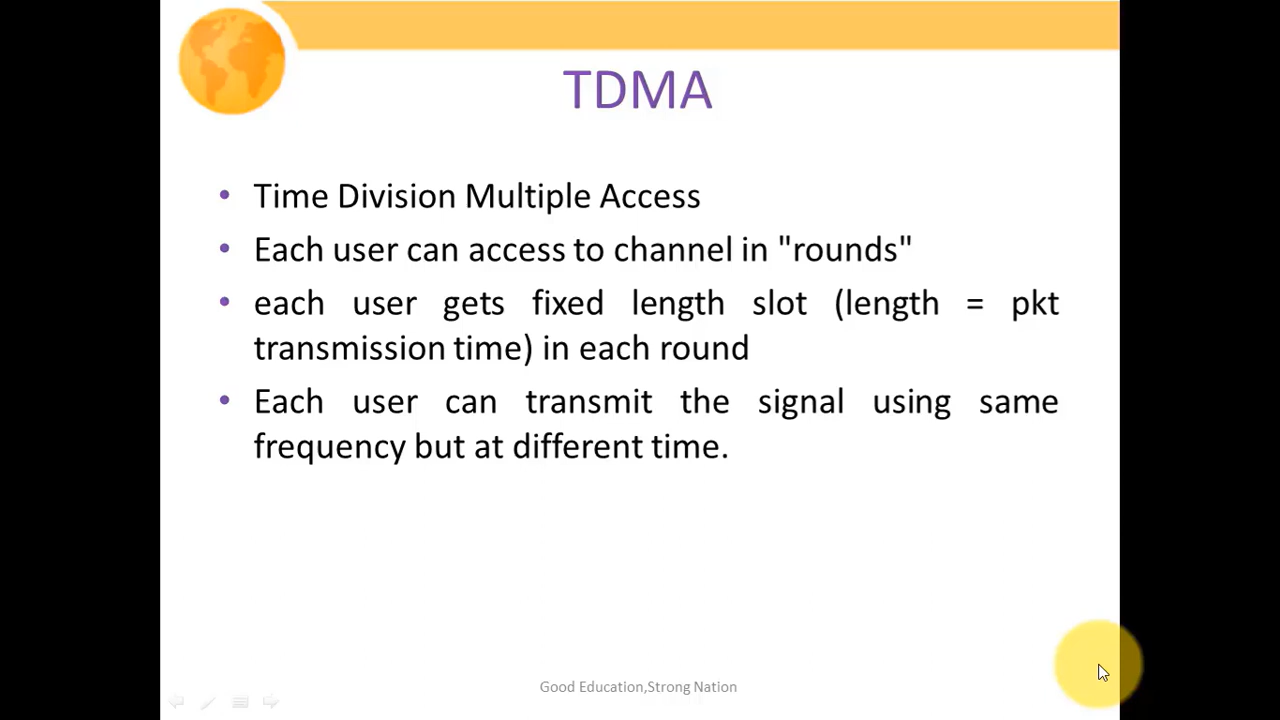 TDMA
• Time Division Multiple Access
• Each user can access to channel in "rounds"
• each user gets fixed length slot (length = pkt
transmission time) in each round
• Each user can transmit the signal using same
frequency but at different time.
Good Education,Strong Nation